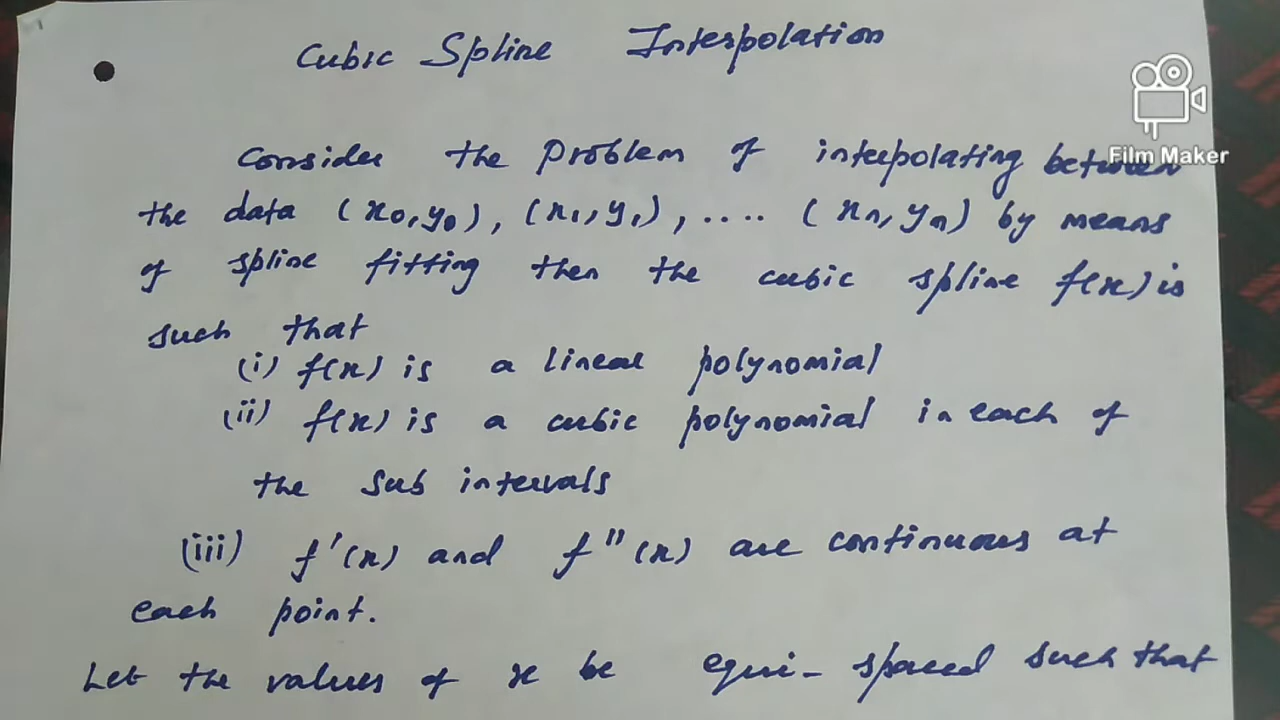 Cubic Spline Interpolation
Film Maker
Consider the problem of interpolating between
the data (x0, y0), (x1, y1), .... (xn, yn) by means
of spline fitting then the cubic spline f(x) is
such that
(i) f(x) is a linear polynomial
(ii) f(x) is a cubic polynomial in each of
the sub intervals
(iii) f'(x) and f"(x) are continuous at
each point.
Let the values of x be equi-spaced such that